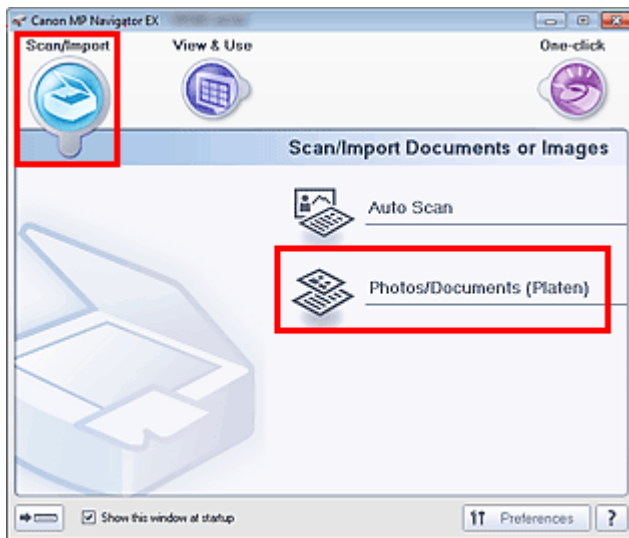 Canon MP Navigator EX
Scan/Import
View & Use
One-click
Scan/Import Documents or Images
Auto Scan
Photos/Documents (Platen)
Show this window at startup
Preferences
?